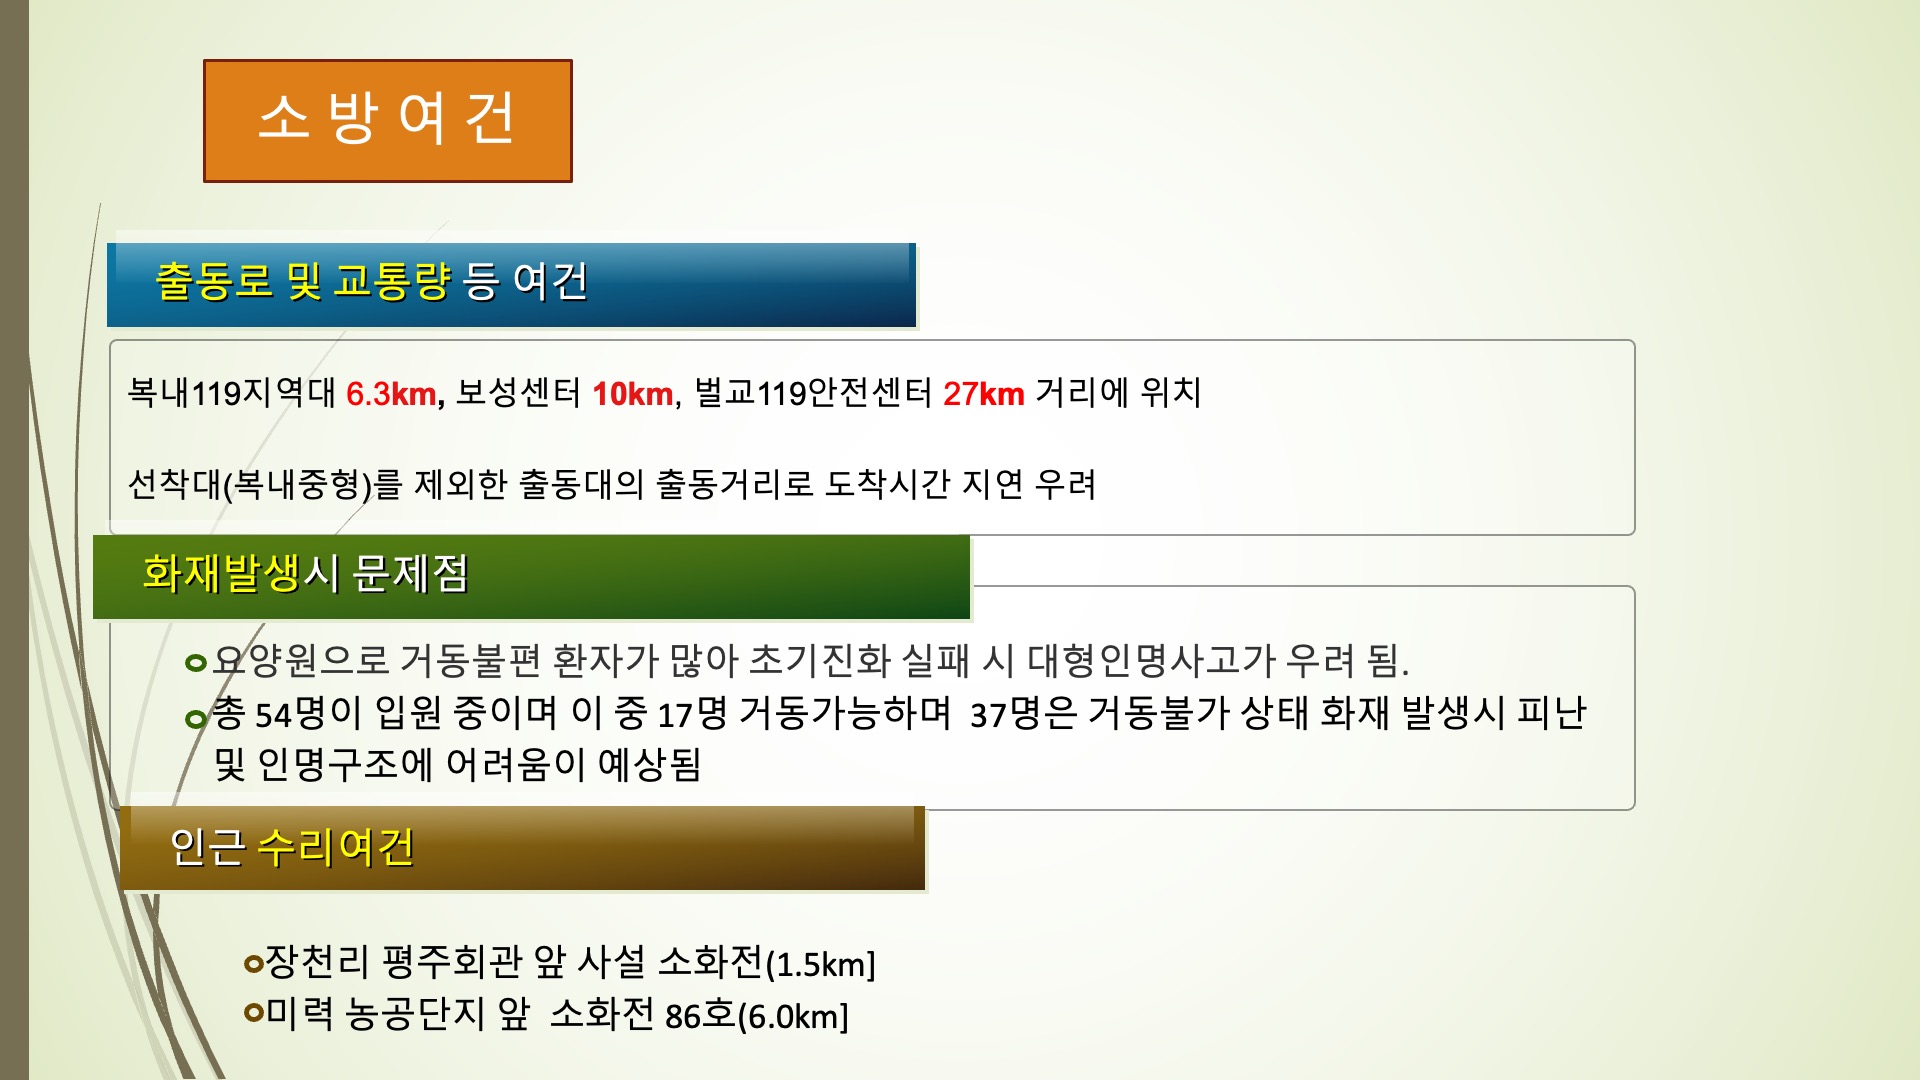 소 방 여 건
출동로 및 교통량 등 여건
복내119지역대 6.3km, 보성센터 10km, 벌교119안전센터 27km 거리에 위치
선착대(복내중형)를 제외한 출동대의 출동거리로 도착시간 지연 우려
화재발생시 문제점
요양원으로 거동불편 환자가 많아 초기진화 실패 시 대형인명사고가 우려 됨.
총 54명이 입원 중이며 이 중 17명 거동가능하며  37명은 거동불가 상태 화재 발생시 피난
및 인명구조에 어려움이 예상됨
인근 수리여건
장천리 평주회관 앞 사설 소화전(1.5km]
미력 농공단지 앞  소화전 86호(6.0km]